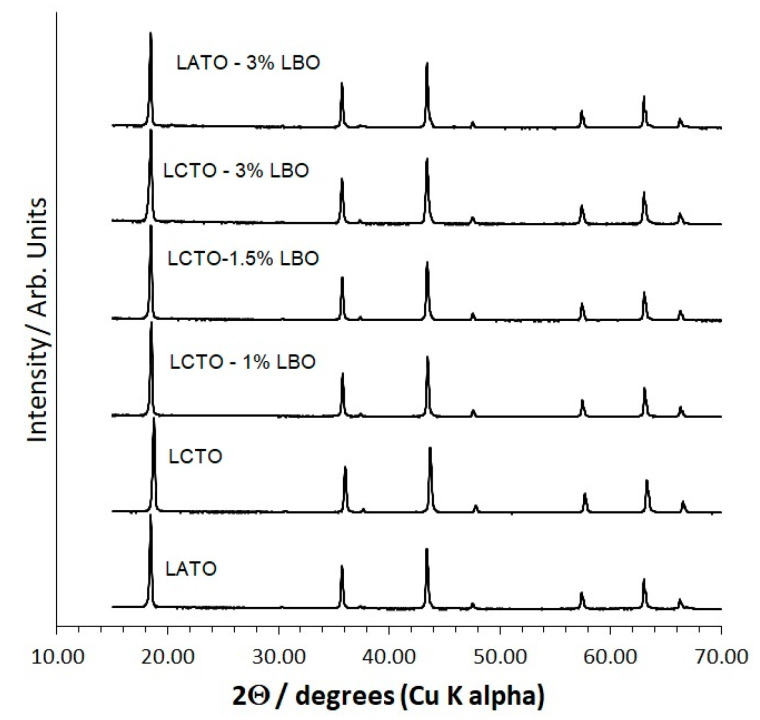 LATO - 3% LBO
LCTO - 3% LBO
LCTO-1.5% LBO
LCTO - 1% LBO
LCTO
LATO
Intensity/ Arb. Units
10.00 20.00 30.00 40.00 50.00 60.00 70.00
2Θ / degrees (Cu K alpha)